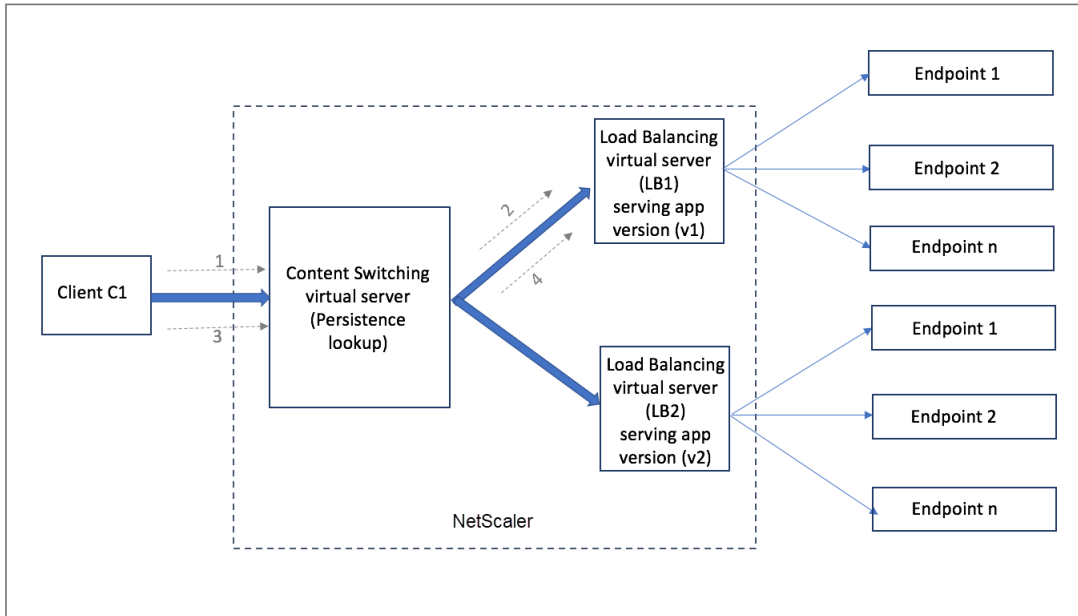 Client C1
1
3
Content Switching
virtual server
(Persistence
lookup)
2
4
Load Balancing
virtual server
(LB1)
serving app
version (v1)
Load Balancing
virtual server
(LB2)
serving app
version (v2)
NetScaler
Endpoint 1
Endpoint 2
Endpoint n
Endpoint 1
Endpoint 2
Endpoint n